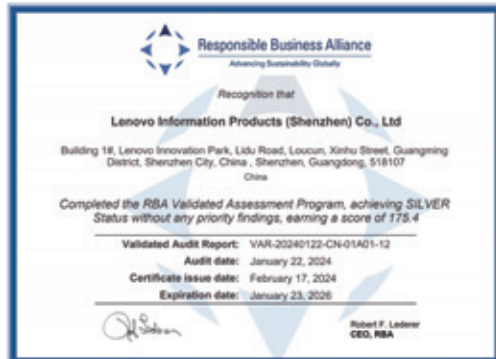 Responsible Business Alliance
Advancing Sustainability Globally
Recognition that
Lenovo Information Products (Shenzhen) Co., Ltd
Building 1#, Lenovo Innovation Park, Lidu Road, Loucun, Xinhu Street, Guangming
District, Shenzhen City, China , Shenzhen, Guangdong, 518107
China
Completed the RBA Validated Assessment Program, achieving SILVER
Status without any priority findings, earning a score of 175.4
Validated Audit Report: VAR-20240122-CN-01A01-12
Audit date: January 22, 2024
Certificate issue date: February 17, 2024
Expiration date: January 23, 2026
Robert F. Lederer
CEO, RBA